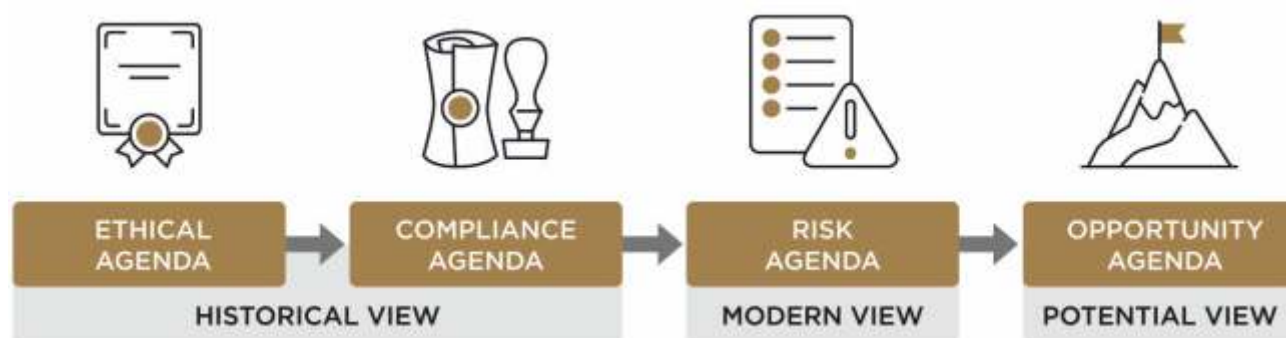 ETHICAL
AGENDA
COMPLIANCE
AGENDA
RISK
AGENDA
OPPORTUNITY
AGENDA
HISTORICAL VIEW
MODERN VIEW
POTENTIAL VIEW